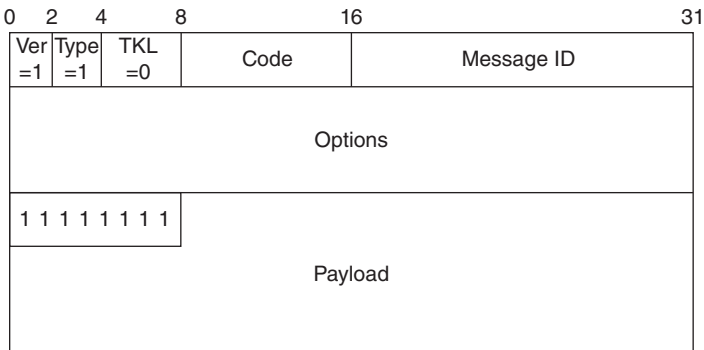 0 2 4 8 16 31
Ver Type TKL Code Message ID
=1 =1 =0
Options
1 1 1 1 1 1 1 1
Payload